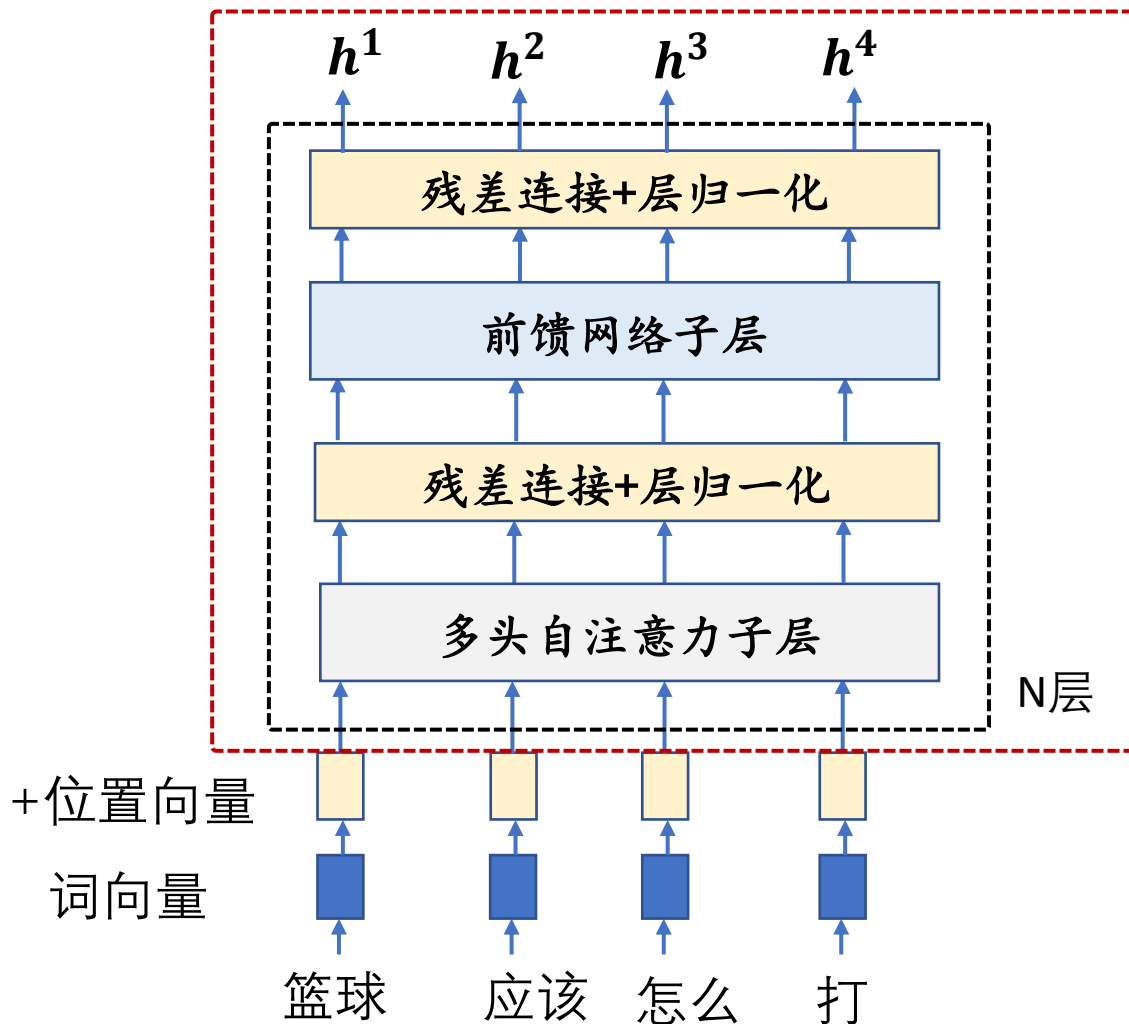 h¹ h² h³ h⁴
残差连接+层归一化
前馈网络子层
残差连接+层归一化
多头自注意力子层
N层
+位置向量
词向量
篮球 应该 怎么 打